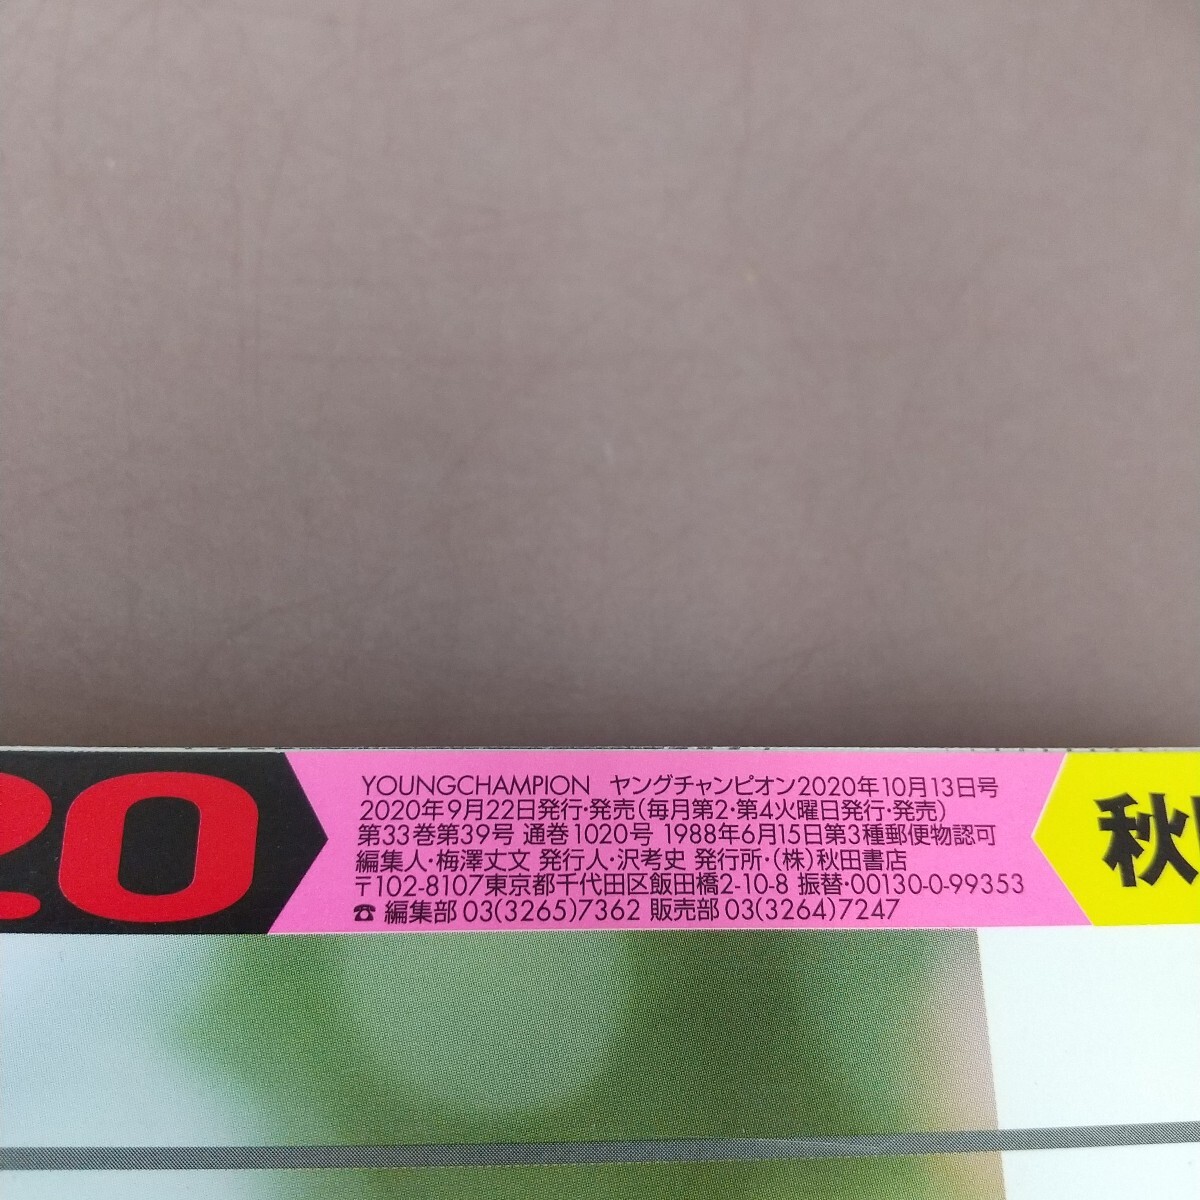 20
YOUNGCHAMPION ヤングチャンピオン2020年10月13日号
2020年9月22日発行・発売(毎月第2・第4火曜日発行・発売)
第33巻第39号 通巻1020号 1988年6月15日第3種郵便物認可
編集人・梅澤丈文 発行人・沢考史 発行所・(株)秋田書店
〒102-8107東京都千代田区飯田橋2-10-8 振替・00130-0-99353
☎ 編集部 03(3265)7362 販売部 03(3264)7247
秋